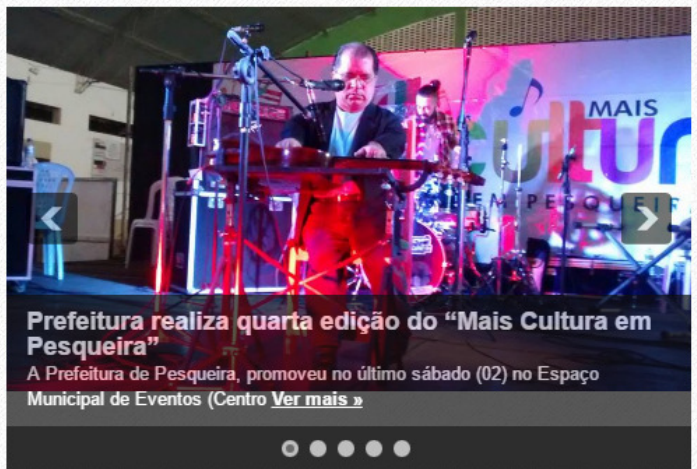 MAIS
cultur
EM PESQUEIR
Prefeitura realiza quarta edição do “Mais Cultura em
Pesqueira”
A Prefeitura de Pesqueira, promoveu no último sábado (02) no Espaço
Municipal de Eventos (Centro Ver mais »